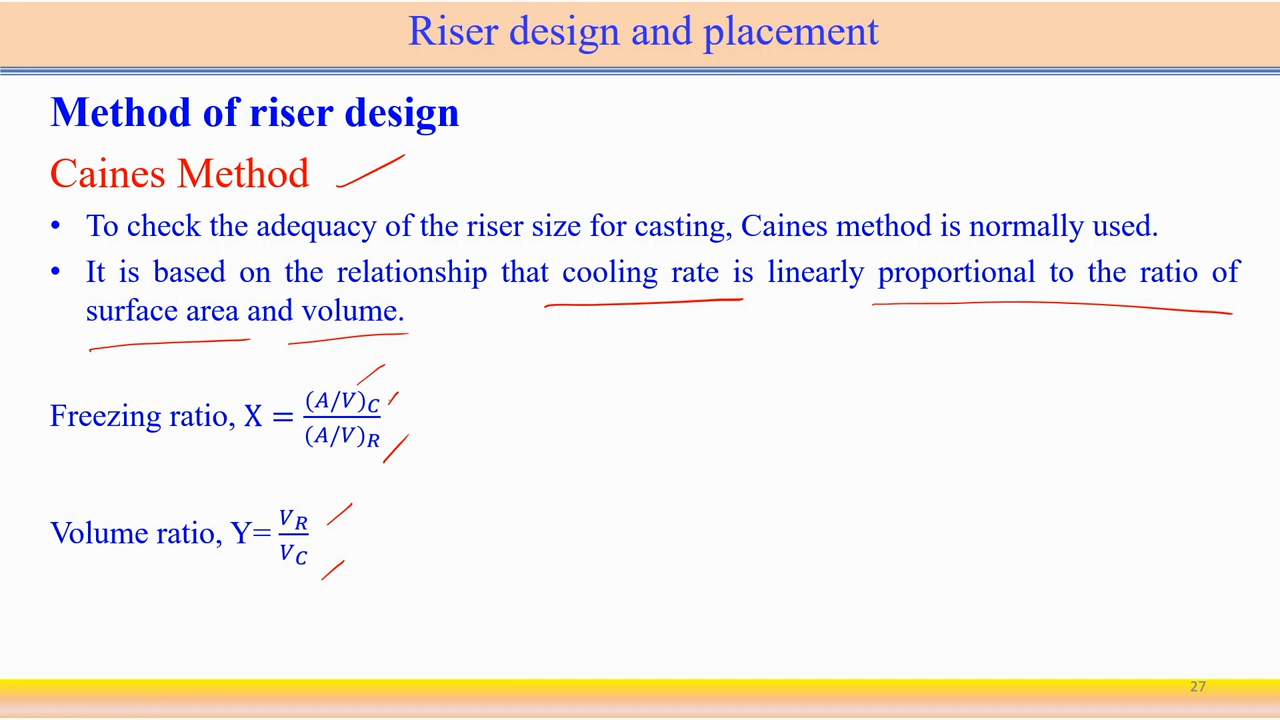 Riser design and placement
Method of riser design
Caines Method
• To check the adequacy of the riser size for casting, Caines method is normally used.
• It is based on the relationship that cooling rate is linearly proportional to the ratio of
surface area and volume.
Freezing ratio, X = (A/V)C / (A/V)R
Volume ratio, Y= VR / VC
27